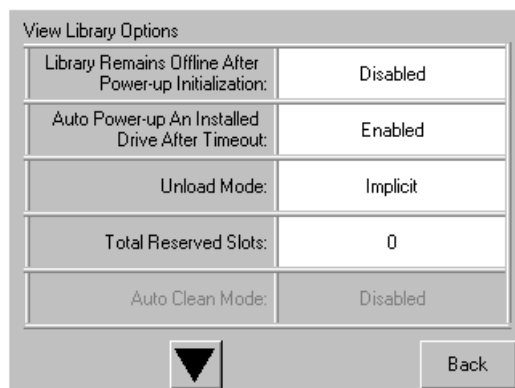 View Library Options
Library Remains Offline After
Power-up Initialization:
Disabled
Auto Power-up An Installed
Drive After Timeout:
Enabled
Unload Mode:
Implicit
Total Reserved Slots:
0
Auto Clean Mode:
Disabled
Back